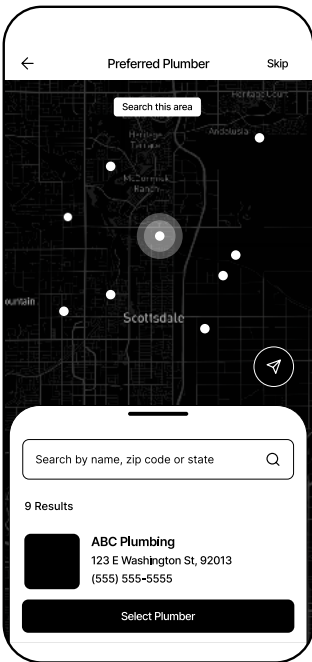 Preferred Plumber
Skip
Search this area
Heritage Court
Andalusia
Heritage
Terrace
McCormick
Ranch
ountain
Scottsdale
Search by name, zip code or state
9 Results
ABC Plumbing
123 E Washington St, 92013
(555) 555-5555
Select Plumber